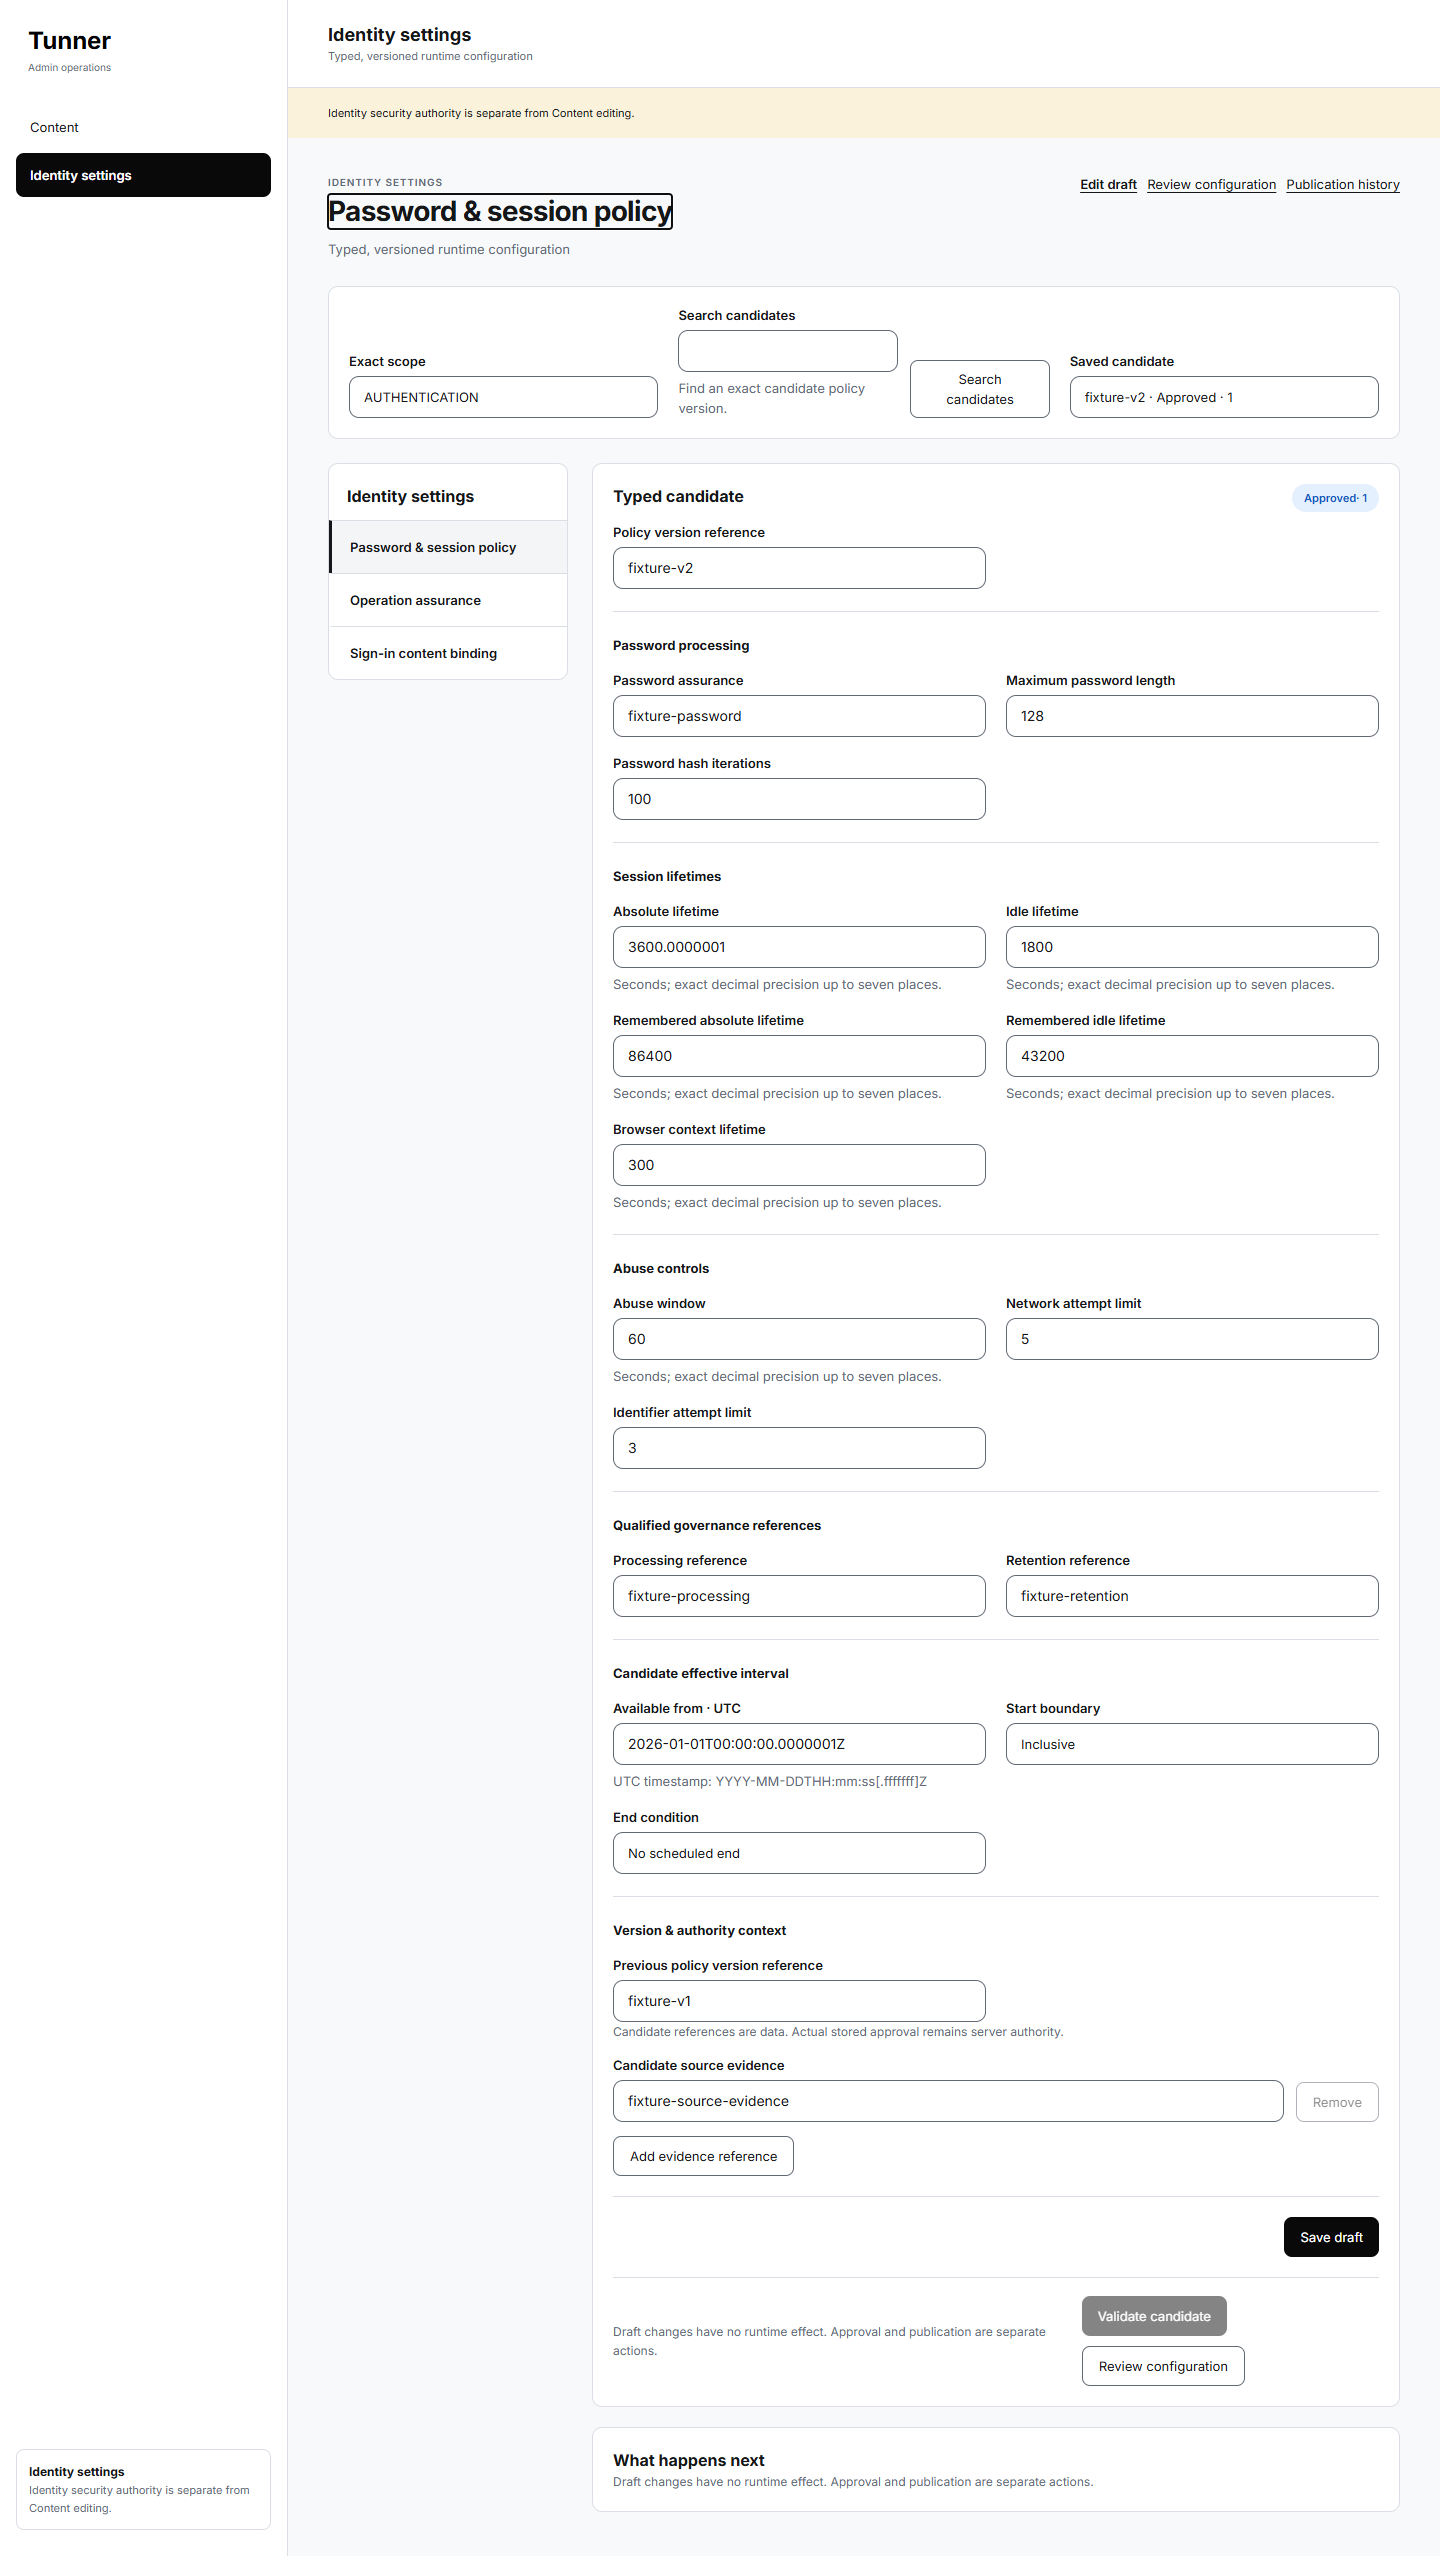 Tunner
Admin operations
Content
Identity settings
Identity settings
Typed, versioned runtime configuration
Identity security authority is separate from Content editing.
IDENTITY SETTINGS
Password & session policy
Typed, versioned runtime configuration
Edit draft
Review configuration
Publication history
Exact scope
AUTHENTICATION
Search candidates
Find an exact candidate policy
version.
Search
candidates
Saved candidate
fixture-v2 · Approved · 1
Identity settings
Password & session policy
Operation assurance
Sign-in content binding
Typed candidate
Approved· 1
Policy version reference
fixture-v2
Password processing
Password assurance
fixture-password
Maximum password length
128
Password hash iterations
100
Session lifetimes
Absolute lifetime
3600.0000001
Seconds; exact decimal precision up to seven places.
Idle lifetime
1800
Seconds; exact decimal precision up to seven places.
Remembered absolute lifetime
86400
Seconds; exact decimal precision up to seven places.
Remembered idle lifetime
43200
Seconds; exact decimal precision up to seven places.
Browser context lifetime
300
Seconds; exact decimal precision up to seven places.
Abuse controls
Abuse window
60
Seconds; exact decimal precision up to seven places.
Network attempt limit
5
Identifier attempt limit
3
Qualified governance references
Processing reference
fixture-processing
Retention reference
fixture-retention
Candidate effective interval
Available from · UTC
2026-01-01T00:00:00.0000001Z
UTC timestamp: YYYY-MM-DDTHH:mm:ss[.fffffff]Z
Start boundary
Inclusive
End condition
No scheduled end
Version & authority context
Previous policy version reference
fixture-v1
Candidate references are data. Actual stored approval remains server authority.
Candidate source evidence
fixture-source-evidence
Remove
Add evidence reference
Save draft
Draft changes have no runtime effect. Approval and publication are separate
actions.
Validate candidate
Review configuration
What happens next
Draft changes have no runtime effect. Approval and publication are separate actions.
Identity settings
Identity security authority is separate from
Content editing.